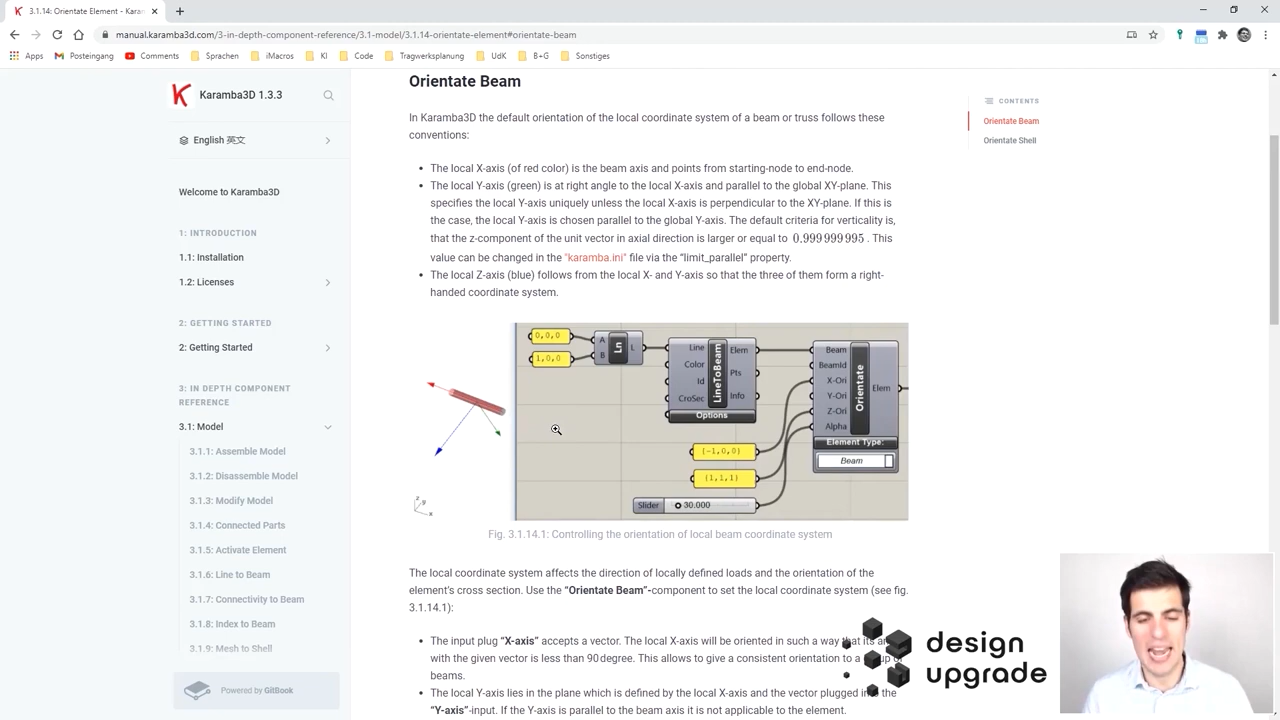 3.1.14: Orientate Element - Kara
manual.karamba3d.com/3-in-depth-component-reference/3.1-model/3.1.14-orientate-element#orientate-beam
Apps
Posteingang
Comments
Sprachen
iMacros
KI
Code
Tragwerksplanung
UdK
B+G
Sonstiges
Karamba3D 1.3.3
English 英文
Welcome to Karamba3D
1: INTRODUCTION
1.1: Installation
1.2: Licenses
2: GETTING STARTED
2: Getting Started
3: IN DEPTH COMPONENT
REFERENCE
3.1: Model
3.1.1: Assemble Model
3.1.2: Disassemble Model
3.1.3: Modify Model
3.1.4: Connected Parts
3.1.5: Activate Element
3.1.6: Line to Beam
3.1.7: Connectivity to Beam
3.1.8: Index to Beam
3.1.9: Mesh to Shell
Powered by GitBook
Orientate Beam
In Karamba3D the default orientation of the local coordinate system of a beam or truss follows these
conventions:
• The local X-axis (of red color) is the beam axis and points from starting-node to end-node.
• The local Y-axis (green) is at right angle to the local X-axis and parallel to the global XY-plane. This
specifies the local Y-axis uniquely unless the local X-axis is perpendicular to the XY-plane. If this is
the case, the local Y-axis is chosen parallel to the global Y-axis. The default criteria for verticality is,
that the z-component of the unit vector in axial direction is larger or equal to 0.999999995 . This
value can be changed in the "karamba.ini" file via the “limit_parallel” property.
• The local Z-axis (blue) follows from the local X- and Y-axis so that the three of them form a right-
handed coordinate system.
z
y
x
0,0,0
1,0,0
A
B
Ln
L
Line
Color
Id
CroSec
LineToBeam
Elem
Pts
Info
Options
{-1,0,0}
{1,1,1}
Slider
30.000
Beam
BeamId
X-Ori
Y-Ori
Z-Ori
Alpha
Orientate
Elem
Element Type:
Beam
Fig. 3.1.14.1: Controlling the orientation of local beam coordinate system
The local coordinate system affects the direction of locally defined loads and the orientation of the
element's cross section. Use the “Orientate Beam”-component to set the local coordinate system (see fig.
3.1.14.1):
• The input plug “X-axis” accepts a vector. The local X-axis will be oriented in such a way that its
with the given vector is less than 90degree. This allows to give a consistent orientation to a
beams.
• The local Y-axis lies in the plane which is defined by the local X-axis and the vector plugged the
“Y-axis”-input. If the Y-axis is parallel to the beam axis it is not applicable to the element.
CONTENTS
Orientate Beam
Orientate Shell
design
upgrade